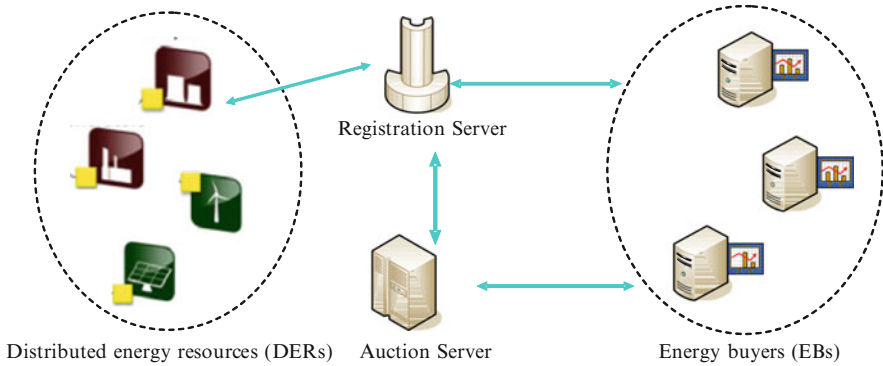 Registration Server
Distributed energy resources (DERs)
Auction Server
Energy buyers (EBs)